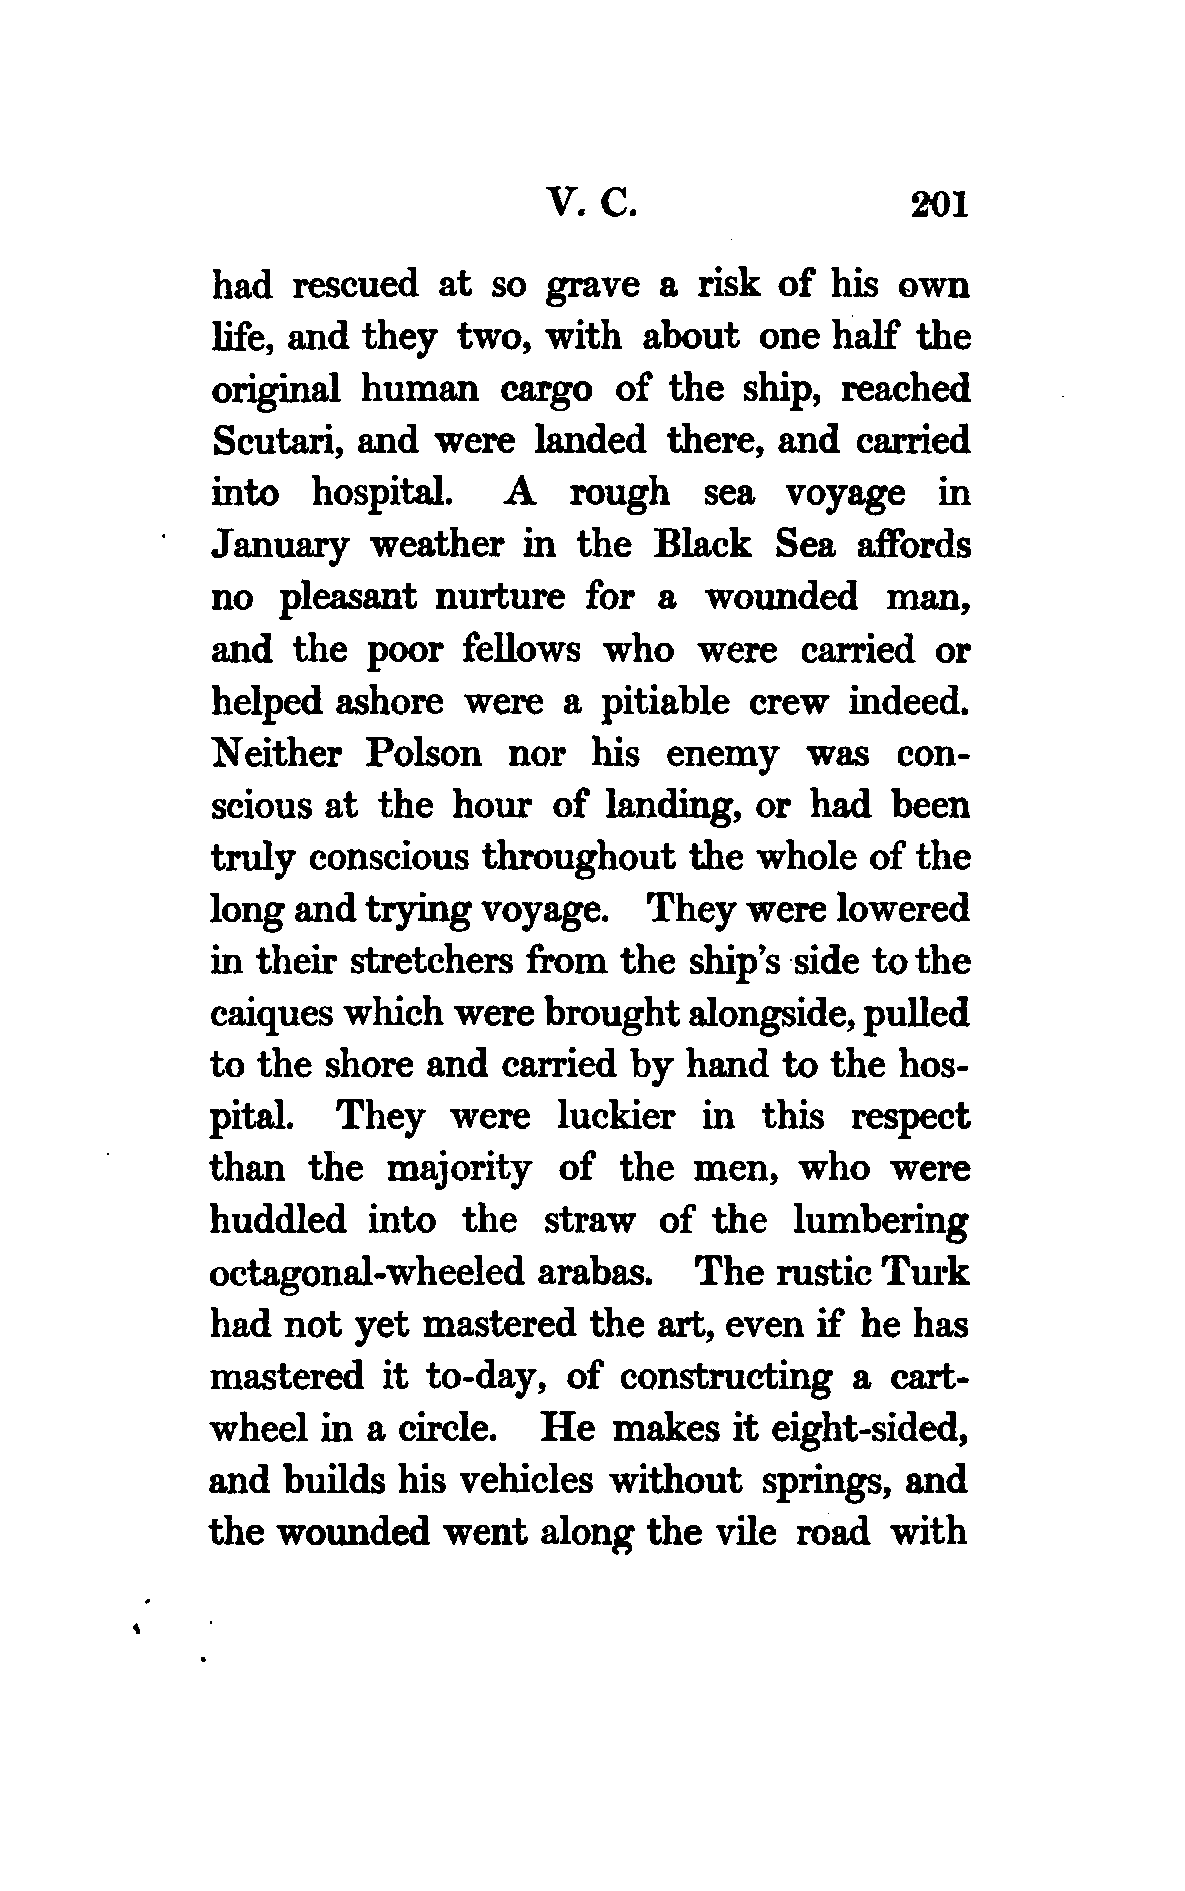 V. C. 201
had rescued at so grave a risk of his own
life, and they two, with about one half the
original human cargo of the ship, reached
Scutari, and were landed there, and carried
into hospital. A rough sea voyage in
January weather in the Black Sea affords
no pleasant nurture for a wounded man,
and the poor fellows who were carried or
helped ashore were a pitiable crew indeed.
Neither Polson nor his enemy was con-
scious at the hour of landing, or had been
truly conscious throughout the whole of the
long and trying voyage. They were lowered
in their stretchers from the ship's side to the
caiques which were brought alongside, pulled
to the shore and carried by hand to the hos-
pital. They were luckier in this respect
than the majority of the men, who were
huddled into the straw of the lumbering
octagonal-wheeled arabas. The rustic Turk
had not yet mastered the art, even if he has
mastered it to-day, of constructing a cart-
wheel in a circle. He makes it eight-sided,
and builds his vehicles without springs, and
the wounded went along the vile road with